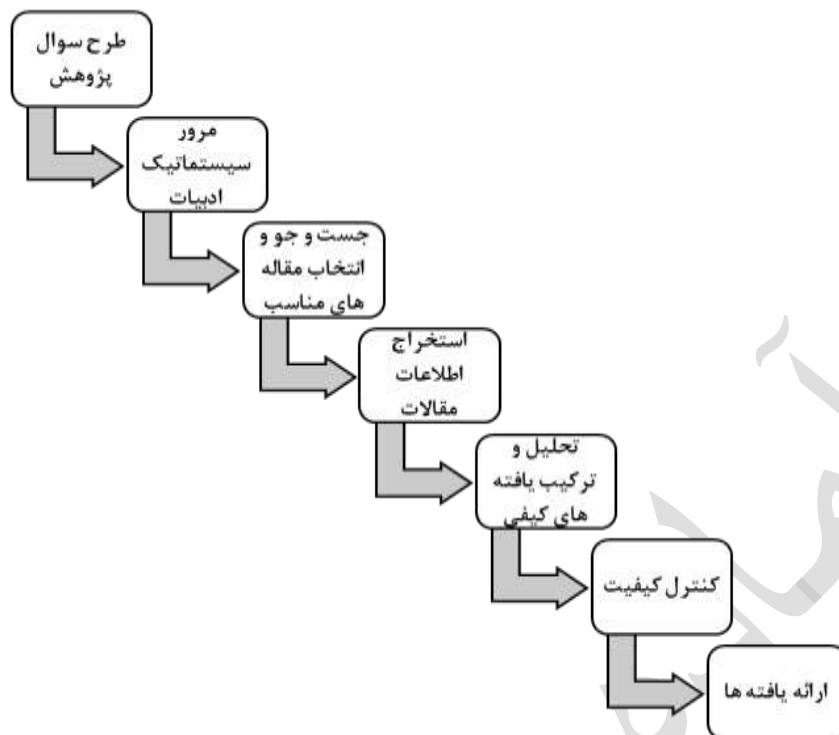 طرح سوال
پژوهش
مرور
سیستماتیک
ادبیات
جست و جو و
انتخاب مقاله
های مناسب
استخراج
اطلاعات
مقالات
تحلیل و
ترکیب یافته
های کیفی
کنترل کیفیت
ارائه یافته ها